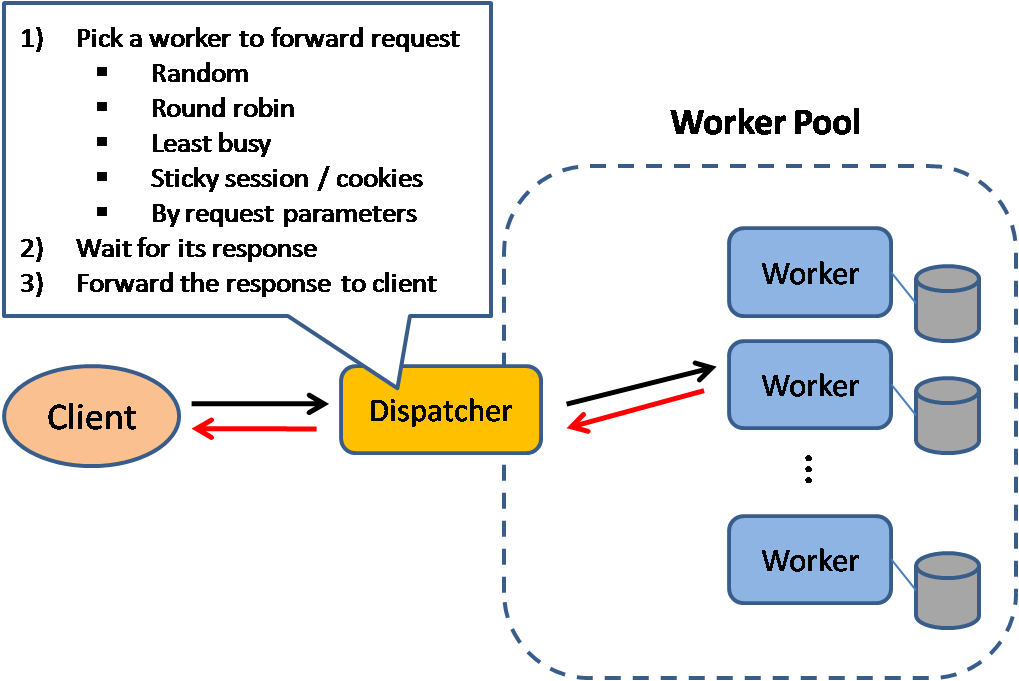 1) Pick a worker to forward request
▪ Random
▪ Round robin
▪ Least busy
▪ Sticky session / cookies
▪ By request parameters
2) Wait for its response
3) Forward the response to client
Worker Pool
Worker
Worker
Client
Dispatcher
Worker